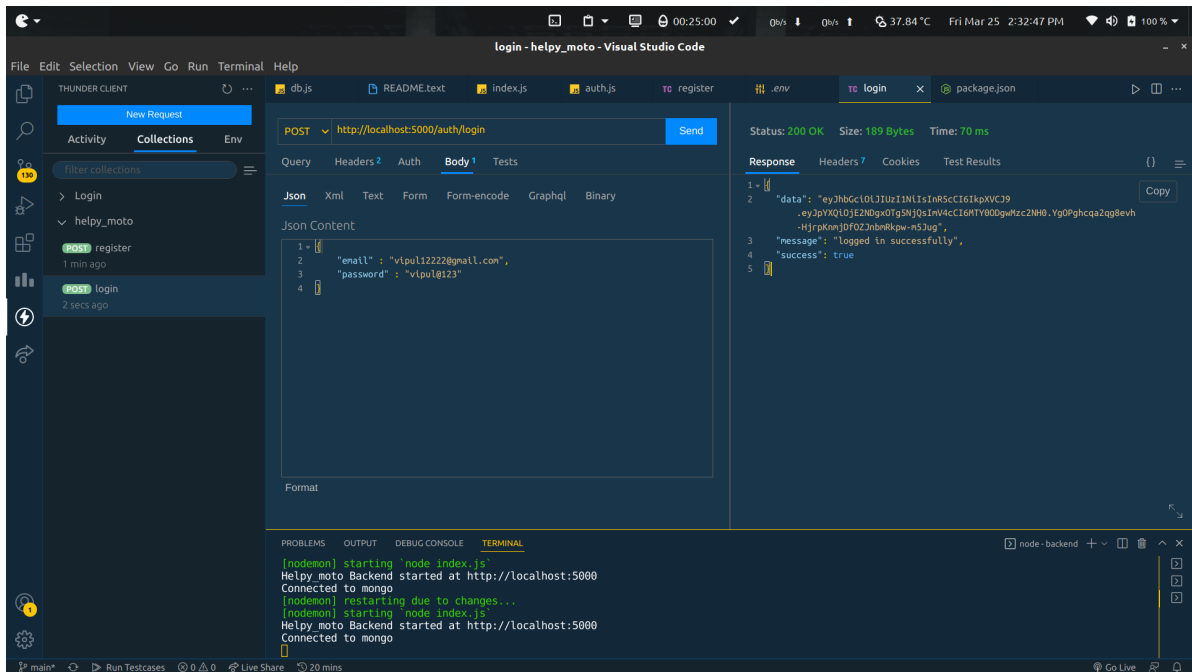 00:25:00 0b/s 0b/s 37.84 °C Fri Mar 25 2:32:47 PM 100 %
login - helpy_moto - Visual Studio Code
File Edit Selection View Go Run Terminal Help
THUNDER CLIENT
New Request
Activity Collections Env
filter collections
Login
helpy_moto
POST register
1 min ago
POST login
2 secs ago
130
1
db.js README.text index.js auth.js TC register .env TC login package.json
POST http://localhost:5000/auth/login Send
Query Headers 2 Auth Body 1 Tests
Json Xml Text Form Form-encode Graphql Binary
Json Content
1 {
2 "email" : "vipul12222@gmail.com",
3 "password" : "vipul@123"
4 }
Format
Status: 200 OK Size: 189 Bytes Time: 70 ms
Response Headers 7 Cookies Test Results {}
Copy
1 {
2 "data": "eyJhbGciOiJIUzI1NiIsInR5cCI6IkpXVCJ9
3 "message": "logged in successfully",
4 "success": true
5 }
PROBLEMS OUTPUT DEBUG CONSOLE TERMINAL node - backend
[nodemon] starting `node index.js`
Helpy_moto Backend started at http://localhost:5000
Connected to mongo
[nodemon] restarting due to changes...
[nodemon] starting `node index.js`
Helpy_moto Backend started at http://localhost:5000
Connected to mongo
main* Run Testcases 0 0 Live Share 20 mins Go Live